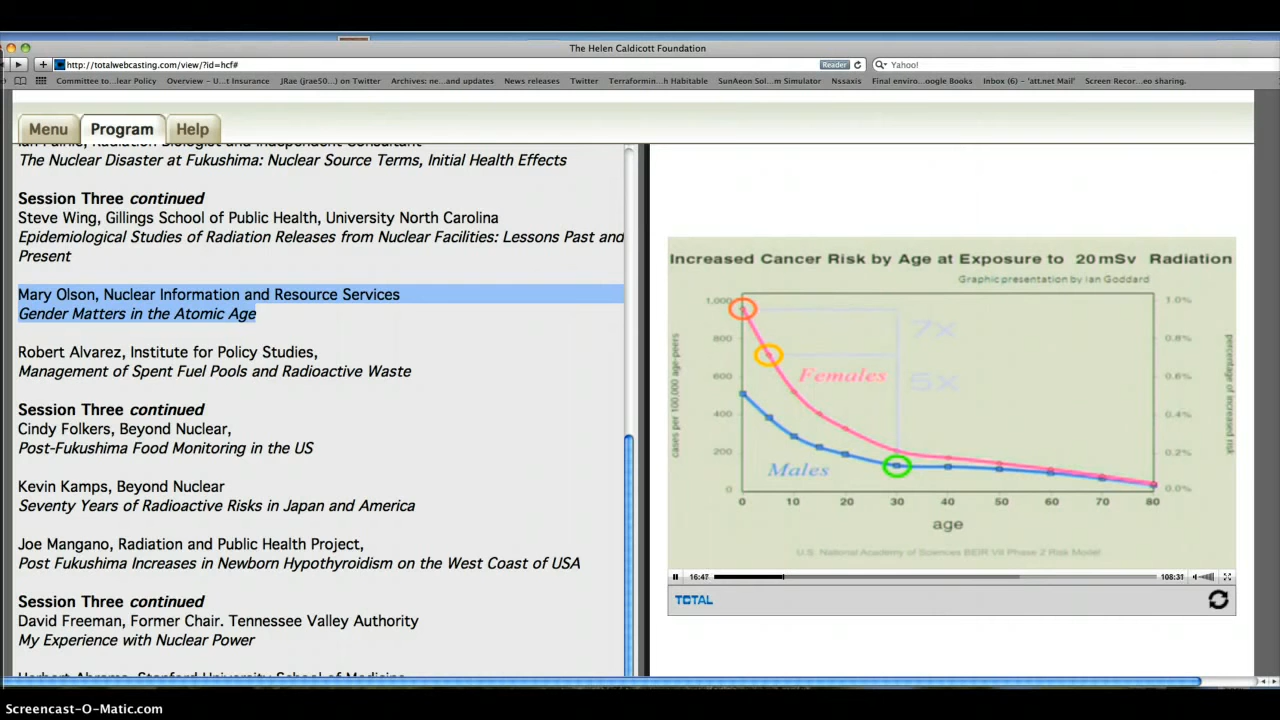 The Helen Caldicott Foundation
http://totalwebcasting.com/view/?id=hcf#
Reader
Yahoo!
Committee to...lear Policy
Overview - U...t Insurance
JRae (jrae50...) on Twitter
Archives: ne...and updates
News releases
Twitter
Terraformin...h Habitable
SunAeon Sol...m Simulator
Nssaxis
Final enviro...oogle Books
Inbox (6) - 'att.net Mail'
Screen Recor...eo sharing.
Menu
Program
Help
The Nuclear Disaster at Fukushima: Nuclear Source Terms, Initial Health Effects
Session Three continued
Steve Wing, Gillings School of Public Health, University North Carolina
Epidemiological Studies of Radiation Releases from Nuclear Facilities: Lessons Past and
Present
Mary Olson, Nuclear Information and Resource Services
Gender Matters in the Atomic Age
Robert Alvarez, Institute for Policy Studies,
Management of Spent Fuel Pools and Radioactive Waste
Session Three continued
Cindy Folkers, Beyond Nuclear,
Post-Fukushima Food Monitoring in the US
Kevin Kamps, Beyond Nuclear
Seventy Years of Radioactive Risks in Japan and America
Joe Mangano, Radiation and Public Health Project,
Post Fukushima Increases in Newborn Hypothyroidism on the West Coast of USA
Session Three continued
David Freeman, Former Chair. Tennessee Valley Authority
My Experience with Nuclear Power
Increased Cancer Risk by Age at Exposure to 20 mSv Radiation
Graphic presentation by Ian Goddard
1,000
800
600
400
200
0
cases per 100,000 age-peers
1.0%
0.8%
0.6%
0.4%
0.2%
0.0%
percentage of increased risk
7x
5x
Females
Males
0 10 20 30 40 50 60 70 80
age
U.S. National Academy of Sciences BEIR VII Phase 2 Risk Model
16:47
108:31
TOTAL
Screencast-O-Matic.com